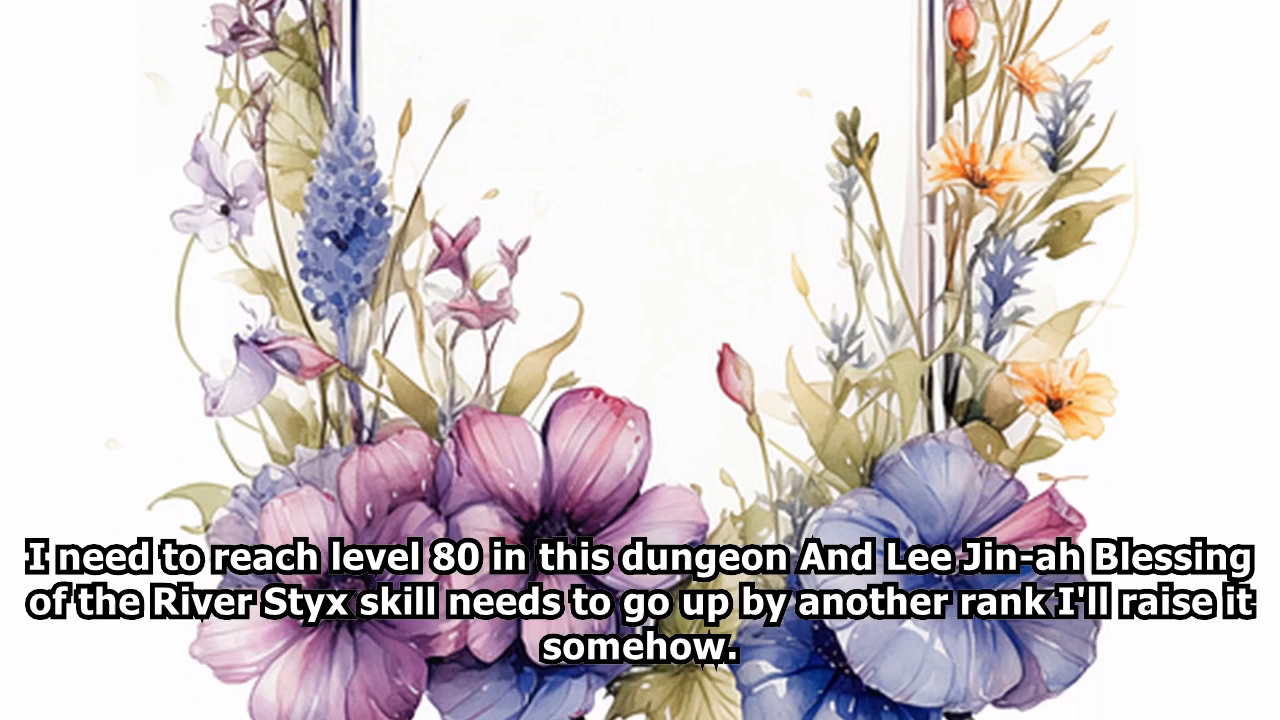 I need to reach level 80 in this dungeon And Lee Jin-ah Blessing
of the River Styx skill needs to go up by another rank I'll raise it
somehow.